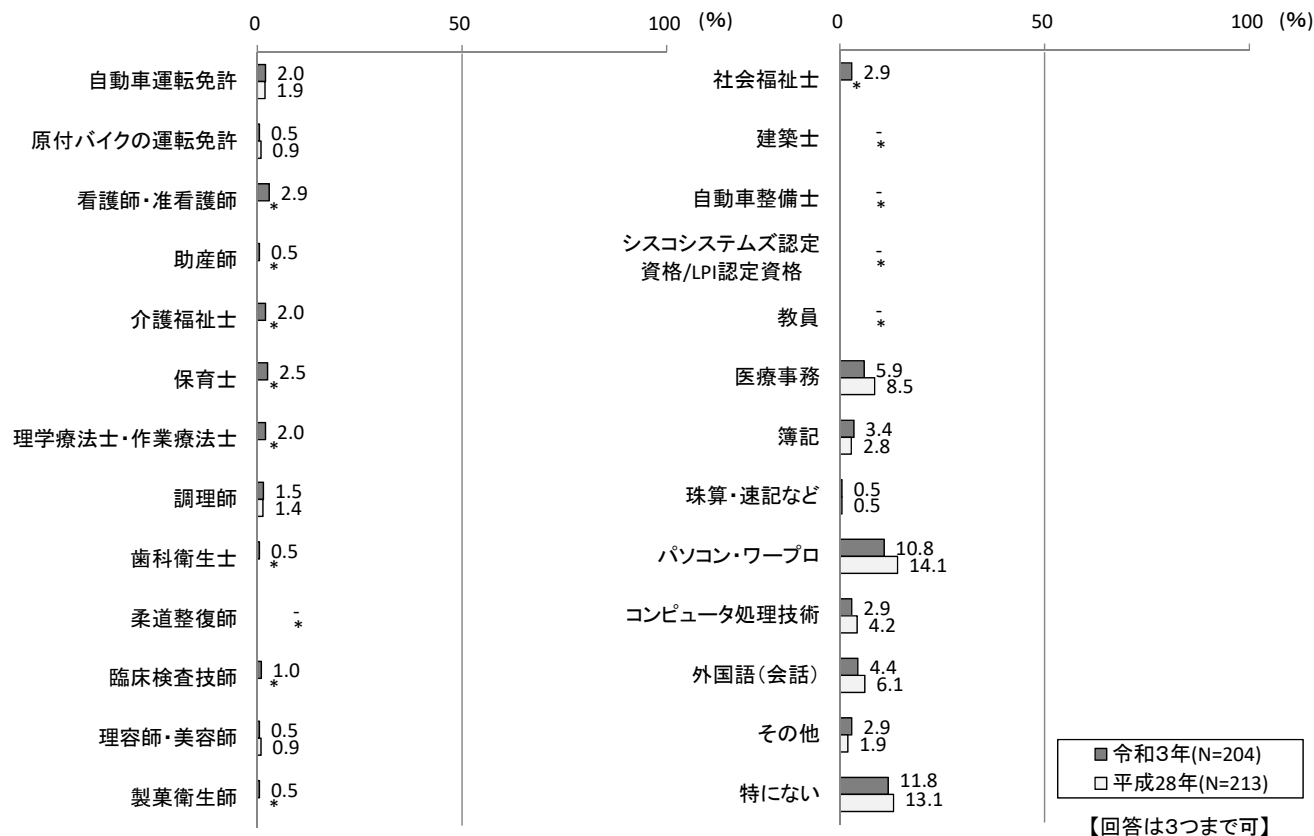 0 50 100 (%)
自動車運転免許 2.0
1.9
原付バイクの運転免許 0.5
0.9
看護師・准看護師 2.9
*
助産師 0.5
*
介護福祉士 2.0
*
保育士 2.5
*
理学療法士・作業療法士 2.0
*
調理師 1.5
1.4
歯科衛生士 0.5
*
柔道整復師 -
*
臨床検査技師 1.0
*
理容師・美容師 0.5
0.9
製菓衛生師 0.5
*
0 50 100 (%)
社会福祉士 2.9
*
建築士 -
*
自動車整備士 -
*
シスコシステムズ認定
資格/LPI認定資格 -
*
教員 -
*
医療事務 5.9
8.5
簿記 3.4
2.8
珠算・速記など 0.5
0.5
パソコン・ワープロ 10.8
14.1
コンピュータ処理技術 2.9
4.2
外国語(会話) 4.4
6.1
その他 2.9
1.9
特にない 11.8
13.1
令和3年(N=204)
平成28年(N=213)
【回答は3つまで可】